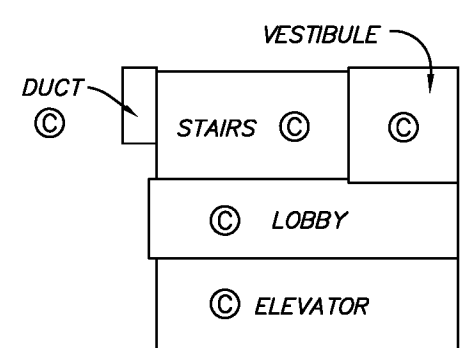 VESTIBULE
DUCT
Ⓒ
STAIRS Ⓒ
Ⓒ
Ⓒ LOBBY
Ⓒ ELEVATOR